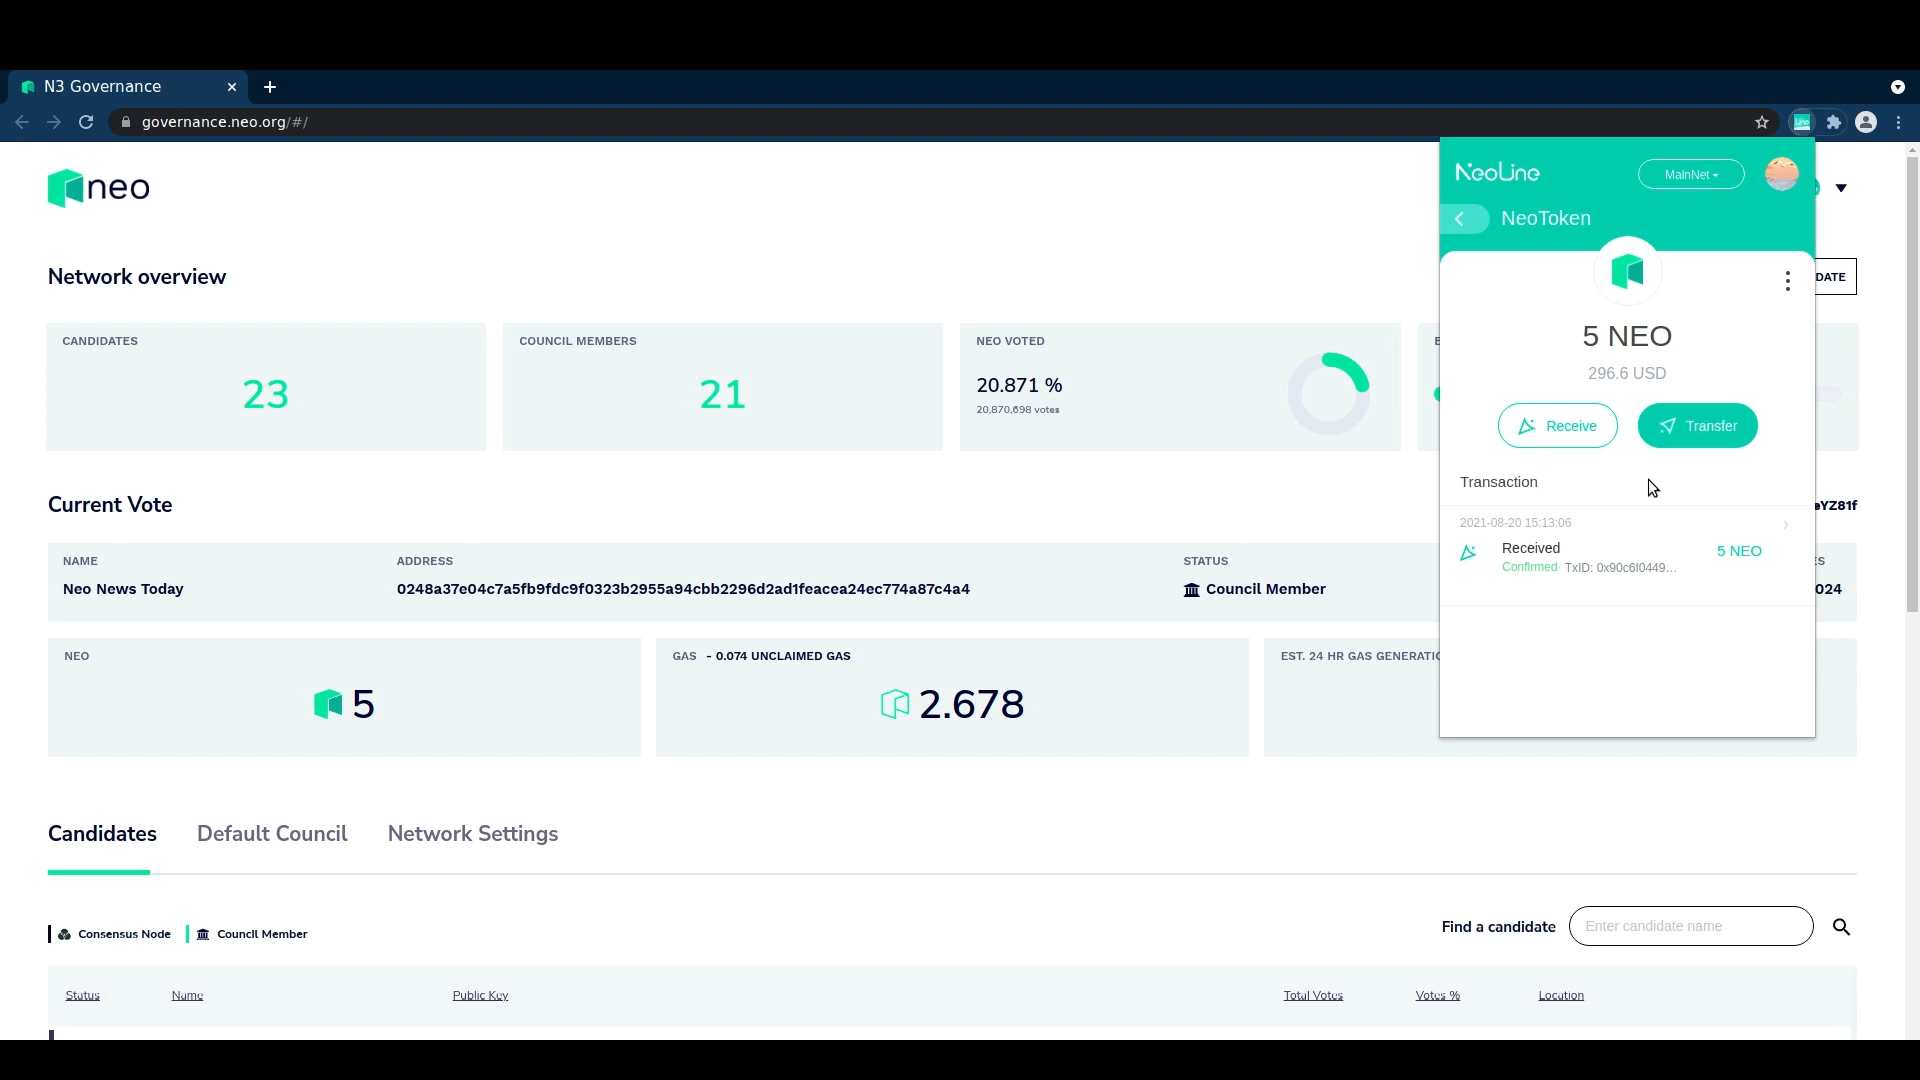 N3 Governance
governance.neo.org/#/
neo
NeoLine
MainNet
NeoToken
Network overview
DATE
CANDIDATES
23
COUNCIL MEMBERS
21
NEO VOTED
20.871 %
20,870,698 votes
5 NEO
296.6 USD
Receive
Transfer
Transaction
2021-08-20 15:13:06
Received
5 NEO
Confirmed· TxID: 0x90c6f0449...
Current Vote
eYZ81f
NAME
Neo News Today
ADDRESS
0248a37e04c7a5fb9fdc9f0323b2955a94cbb2296d2ad1feacea24ec774a87c4a4
STATUS
Council Member
ES
024
NEO
5
GAS - 0.074 UNCLAIMED GAS
2.678
EST. 24 HR GAS GENERATIO
Candidates
Default Council
Network Settings
Consensus Node
Council Member
Find a candidate
Enter candidate name
Status
Name
Public Key
Total Votes
Votes %
Location